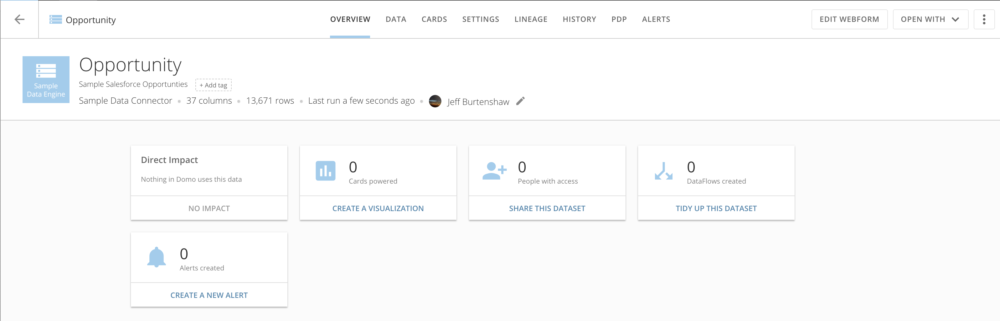 Opportunity
OVERVIEW DATA CARDS SETTINGS LINEAGE HISTORY PDP ALERTS
EDIT WEBFORM OPEN WITH
Sample
Data Engine
Opportunity
Sample Salesforce Opportunties + Add tag
Sample Data Connector • 37 columns • 13,671 rows • Last run a few seconds ago • Jeff Burtenshaw
Direct Impact
Nothing in Domo uses this data
NO IMPACT
0
Cards powered
CREATE A VISUALIZATION
0
People with access
SHARE THIS DATASET
0
DataFlows created
TIDY UP THIS DATASET
0
Alerts created
CREATE A NEW ALERT